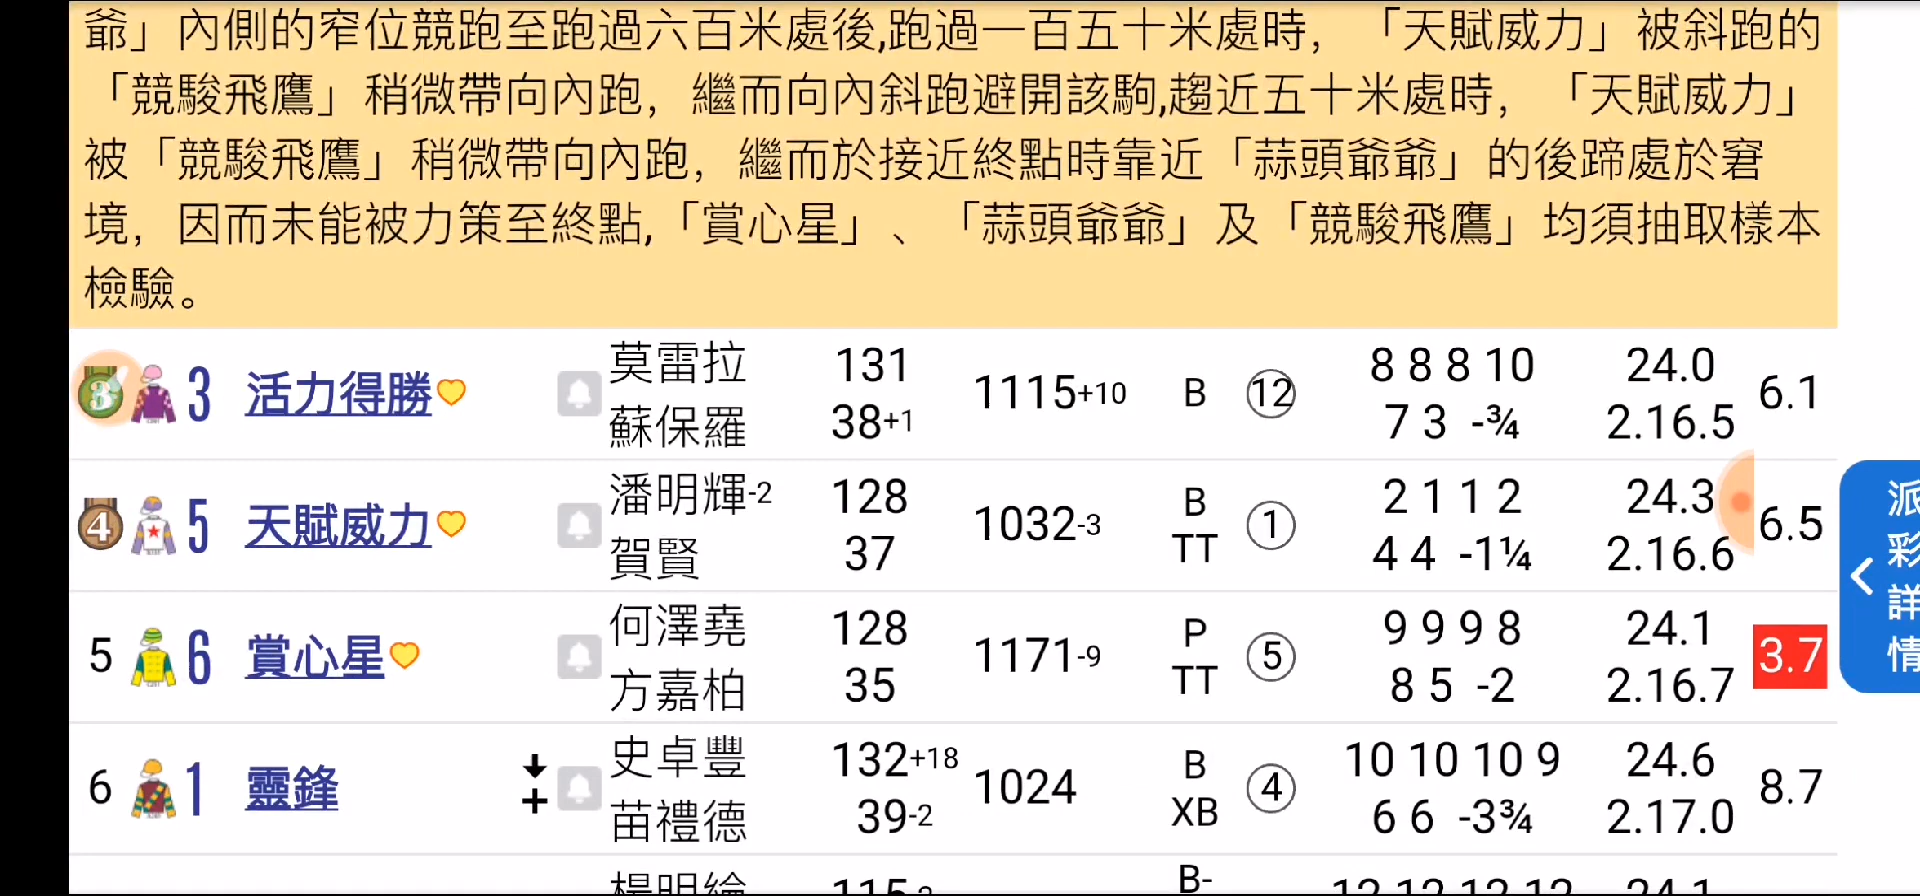 爺」內側的窄位競跑至跑過六百米處後,跑過一百五十米處時，「天賦威力」被斜跑的
「競駿飛鷹」稍微帶向內跑，繼而向內斜跑避開該駒,趨近五十米處時，「天賦威力」
被「競駿飛鷹」稍微帶向內跑，繼而於接近終點時靠近「蒜頭爺爺」的後蹄處於窘
境，因而未能被力策至終點,「賞心星」、「蒜頭爺爺」及「競駿飛鷹」均須抽取樣本
檢驗。
3 3 活力得勝 莫雷拉 131 1115+10 B 12 8 8 8 10 24.0 6.1
蘇保羅 38+1 7 3 -¾ 2.16.5
4 5 天賦威力 潘明輝-2 128 1032-3 B 1 2 1 1 2 24.3 6.5
賀賢 37 TT 4 4 -1¼ 2.16.6
5 6 賞心星 何澤堯 128 1171-9 P 5 9 9 9 8 24.1 3.7
方嘉柏 35 TT 8 5 -2 2.16.7
6 1 靈鋒 史卓豐 132+18 1024 B 4 10 10 10 9 24.6 8.7
苗禮德 39-2 XB 6 6 -3¾ 2.17.0
楊明綸 115-2 B- 12 12 12 12 24.1
派
彩
詳
情